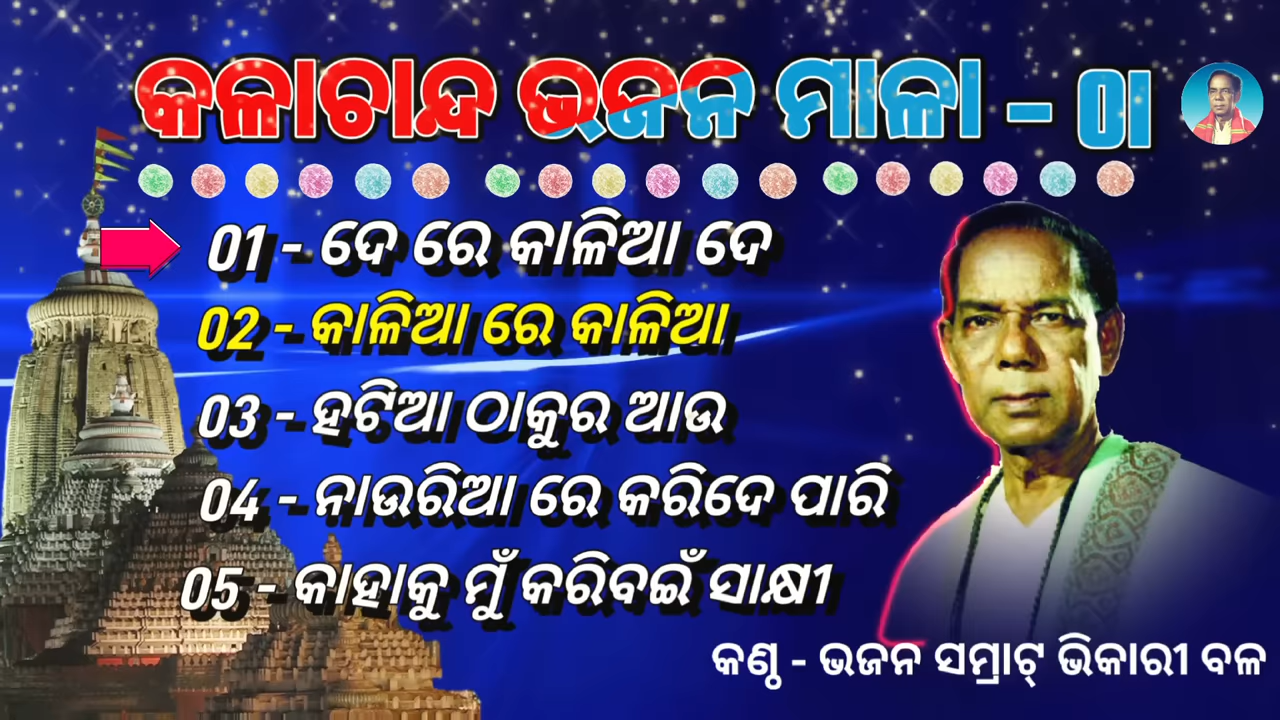 କଳାଚାନ୍ଦ ଭଜନ ମାଳା - 01
01 - ଦେ ରେ କାଳିଆ ଦେ
02 - କାଳିଆ ରେ କାଳିଆ
03 - ହଟିଆ ଠାକୁର ଆଉ
04 - ନାଉରିଆ ରେ କରିଦେ ପାରି
05 - କାହାକୁ ମୁଁ କରିବଇଁ ସାକ୍ଷୀ
କଣ୍ଠ - ଭଜନ ସମ୍ରାଟ୍ ଭିକାରୀ ବଳ